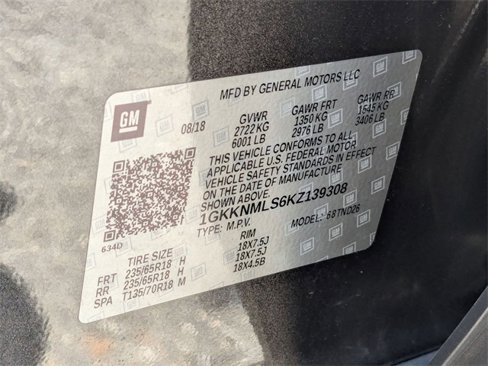 MFD BY GENERAL MOTORS LLC
GM
08/18
GVWR GAWR FRT GAWR RR
2722 KG 1350 KG 1545 KG
6001 LB 2976 LB 3406 LB
THIS VEHICLE CONFORMS TO ALL
APPLICABLE U.S. FEDERAL MOTOR
VEHICLE SAFETY STANDARDS IN EFFECT
ON THE DATE OF MANUFACTURE
SHOWN ABOVE.
1GKKNMLS6KZ139308
TYPE: M.P.V. MODEL: 68TND26
634D
TIRE SIZE RIM
FRT 235/65R18 H 18X7.5J
RR 235/65R18 H 18X7.5J
SPA T135/70R18 M 18X4.5B